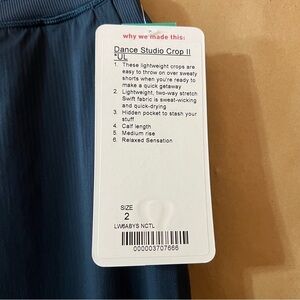 why we made this:
Dance Studio Crop II
*UL
1. These lightweight crops are
easy to throw on over sweaty
shorts when you're ready to
make a quick getaway
2. Lightweight, two-way stretch
Swift fabric is sweat-wicking
and quick-drying
3. Hidden pocket to stash your
stuff
4. Calf length
5. Medium rise
6. Relaxed Sensation
SIZE
2
LW6ABYS NCTL
000003707666